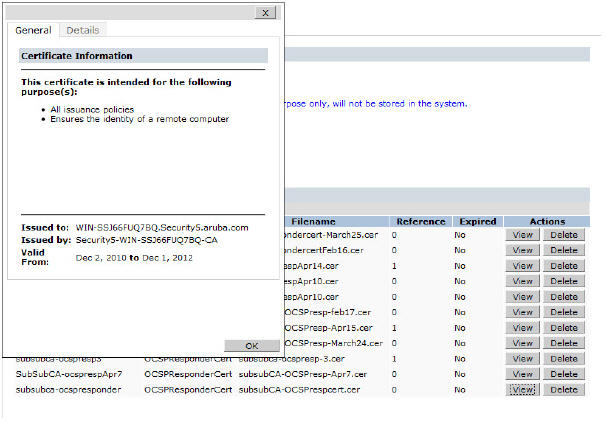 X
General Details
Certificate Information
This certificate is intended for the following
purpose(s):
• All issuance policies
• Ensures the identity of a remote computer
Issued to: WIN-SSJ66FUQ7BQ.Security5.aruba.com
Issued by: Security5-WIN-SSJ66FUQ7BQ-CA
Valid
From: Dec 2, 2010 to Dec 1, 2012
OK
only, will not be stored in the system.
Filename Reference Expired Actions
ondercert-March25.cer 0 No View Delete
ondercertFeb16.cer 0 No View Delete
espApr14.cer 1 No View Delete
spApr10.cer 0 No View Delete
spApr10.cer 0 No View Delete
-OCSPresp-feb17.cer 0 No View Delete
-OCSPresp-Apr15.cer 1 No View Delete
-OCSPresp-March24.cer 0 No View Delete
subsubca-ocspresp3 OCSPResponderCert subsubca-ocspresp-3.cer 1 No View Delete
SubSubCA-ocsprespApr7 OCSPResponderCert subsubCA-OCSPresp-Apr7.cer 0 No View Delete
subsubca-ocspresponder OCSPResponderCert subsubCA-OCSPrespcert.cer 0 No View Delete